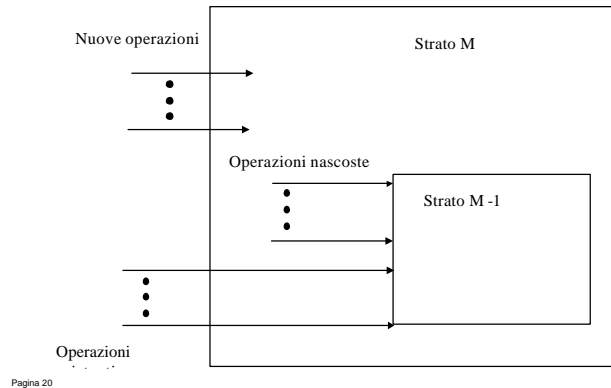 Nuove operazioni
Strato M
Operazioni nascoste
Strato M -1
Operazioni
Pagina 20